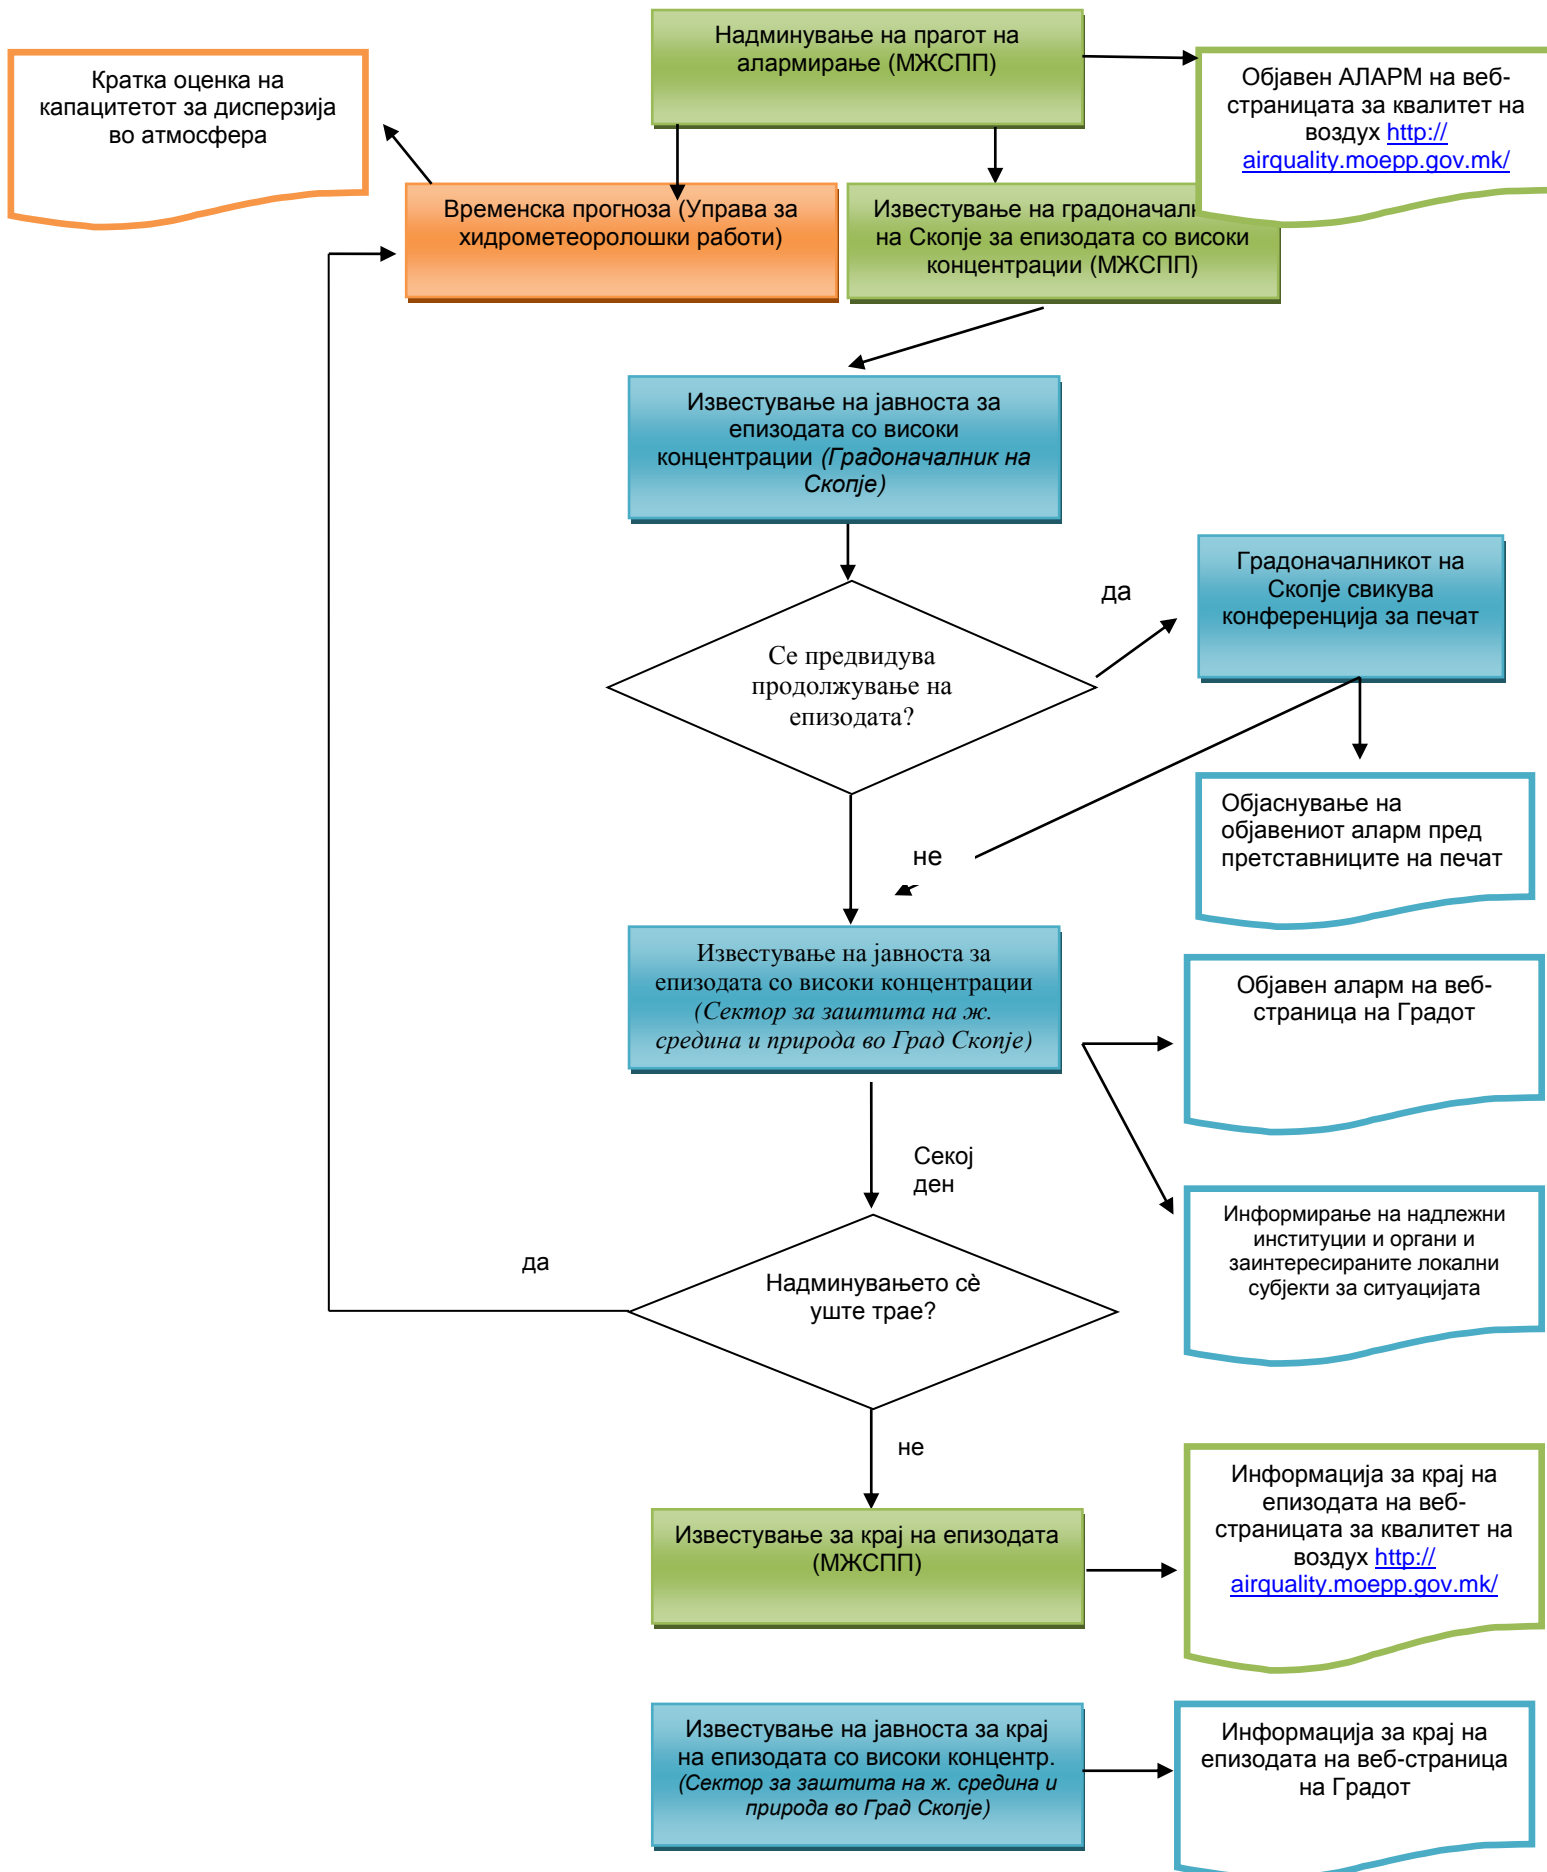 Надминување на прагот на
алармирање (МЖСПП)
Кратка оценка на
капацитетот за дисперзија
во атмосфера
Објавен АЛАРМ на веб-
страницата за квалитет на
воздух http://
airquality.moepp.gov.mk/
Временска прогноза (Управа за
хидрометеоролошки работи)
Известување на
на Скопје за епизодата со високи
концентрации (МЖСПП)
Известување на јавноста за
епизодата со високи
концентрации (Градоначалник на
Скопје)
да
Градоначалникот на
Скопје свикува
конференција за печат
Се предвидува
продолжување на
епизодата?
Објаснување на
објавениот аларм пред
претставниците на печат
не
Известување на јавноста за
епизодата со високи концентрации
(Сектор за заштита на ж.
средина и природа во Град Скопје)
Објавен аларм на веб-
страница на Градот
Секој
ден
Информирање на надлежни
институции и органи и
заинтересираните локални
субјекти за ситуацијата
да
Надминувањето сѐ
уште трае?
не
Информација за крај на
епизодата на веб-
страницата за квалитет на
воздух http://
airquality.moepp.gov.mk/
Известување за крај на епизодата
(МЖСПП)
Известување на јавноста за крај
на епизодата со високи концентр.
(Сектор за заштита на ж. средина и
природа во Град Скопје)
Информација за крај на
епизодата на веб-страница
на Градот